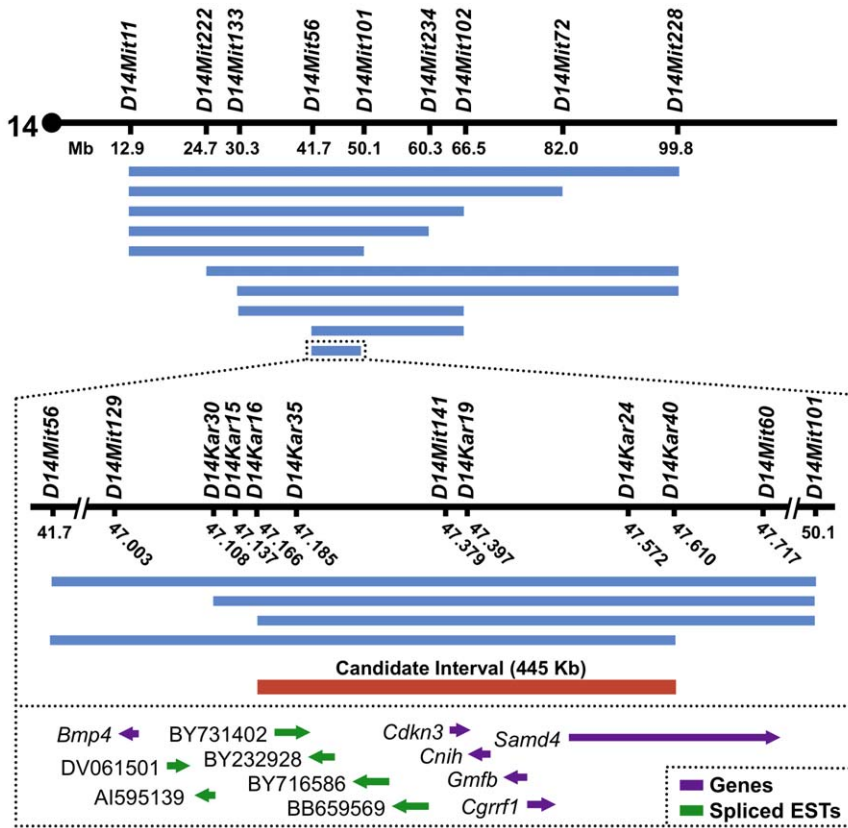 D14Mit11 D14Mit222 D14Mit133 D14Mit56 D14Mit101 D14Mit234 D14Mit102 D14Mit72 D14Mit228
14
Mb 12.9 24.7 30.3 41.7 50.1 60.3 66.5 82.0 99.8
D14Mit56 D14Mit129 D14Kar30 D14Kar15 D14Kar16 D14Kar35 D14Mit141 D14Kar19 D14Kar24 D14Kar40 D14Mit60 D14Mit101
41.7 47.003 47.108 47.137 47.166 47.185 47.379 47.397 47.572 47.610 47.717 50.1
Candidate Interval (445 Kb)
Bmp4 BY731402 Cdkn3 Samd4
DV061501 BY232928 Cnih
AI595139 BY716586 Gmfb
BB659569 Cgrrf1
Genes
Spliced ESTs